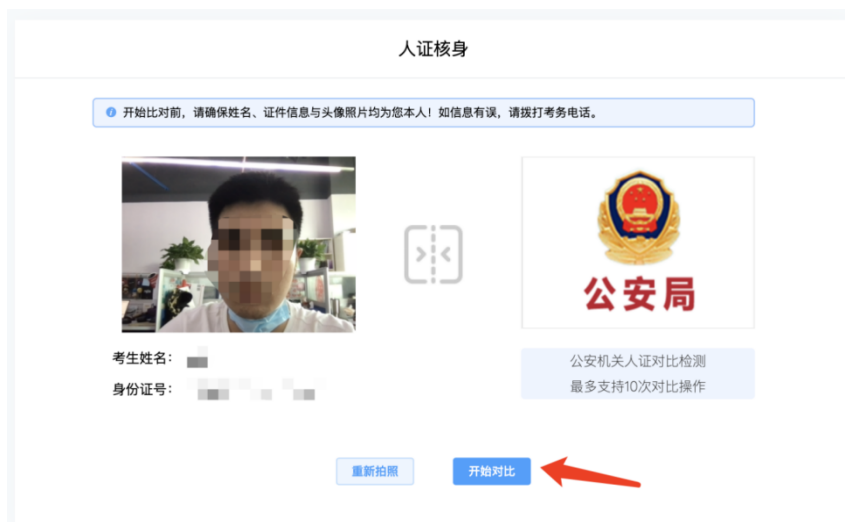 人证核身
开始比对前，请确保姓名、证件信息与头像照片均为您本人！如信息有误，请拨打考务电话。
公安局
考生姓名：
身份证号：
公安机关人证对比检测
最多支持10次对比操作
重新拍照
开始对比